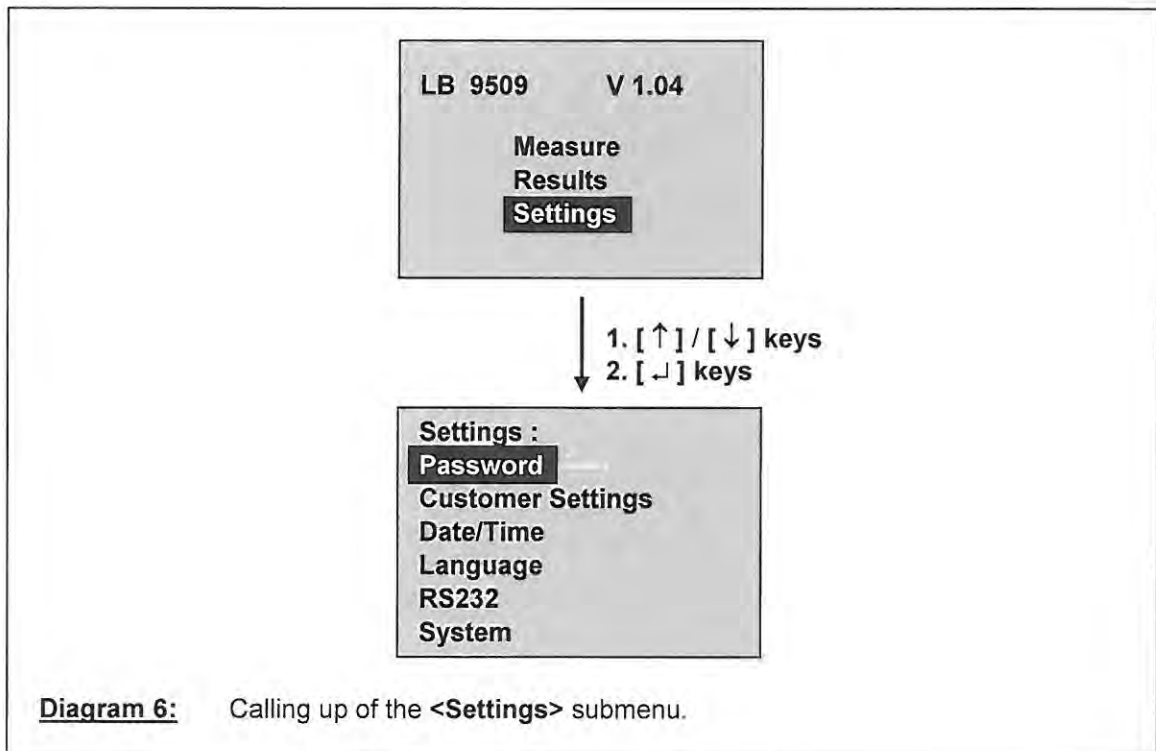 LB 9509 V 1.04
Measure
Results
Settings
1. [ ↑ ] / [ ↓ ] keys
2. [ ↵ ] keys
Settings :
Password
Customer Settings
Date/Time
Language
RS232
System
Diagram 6: Calling up of the <Settings> submenu.